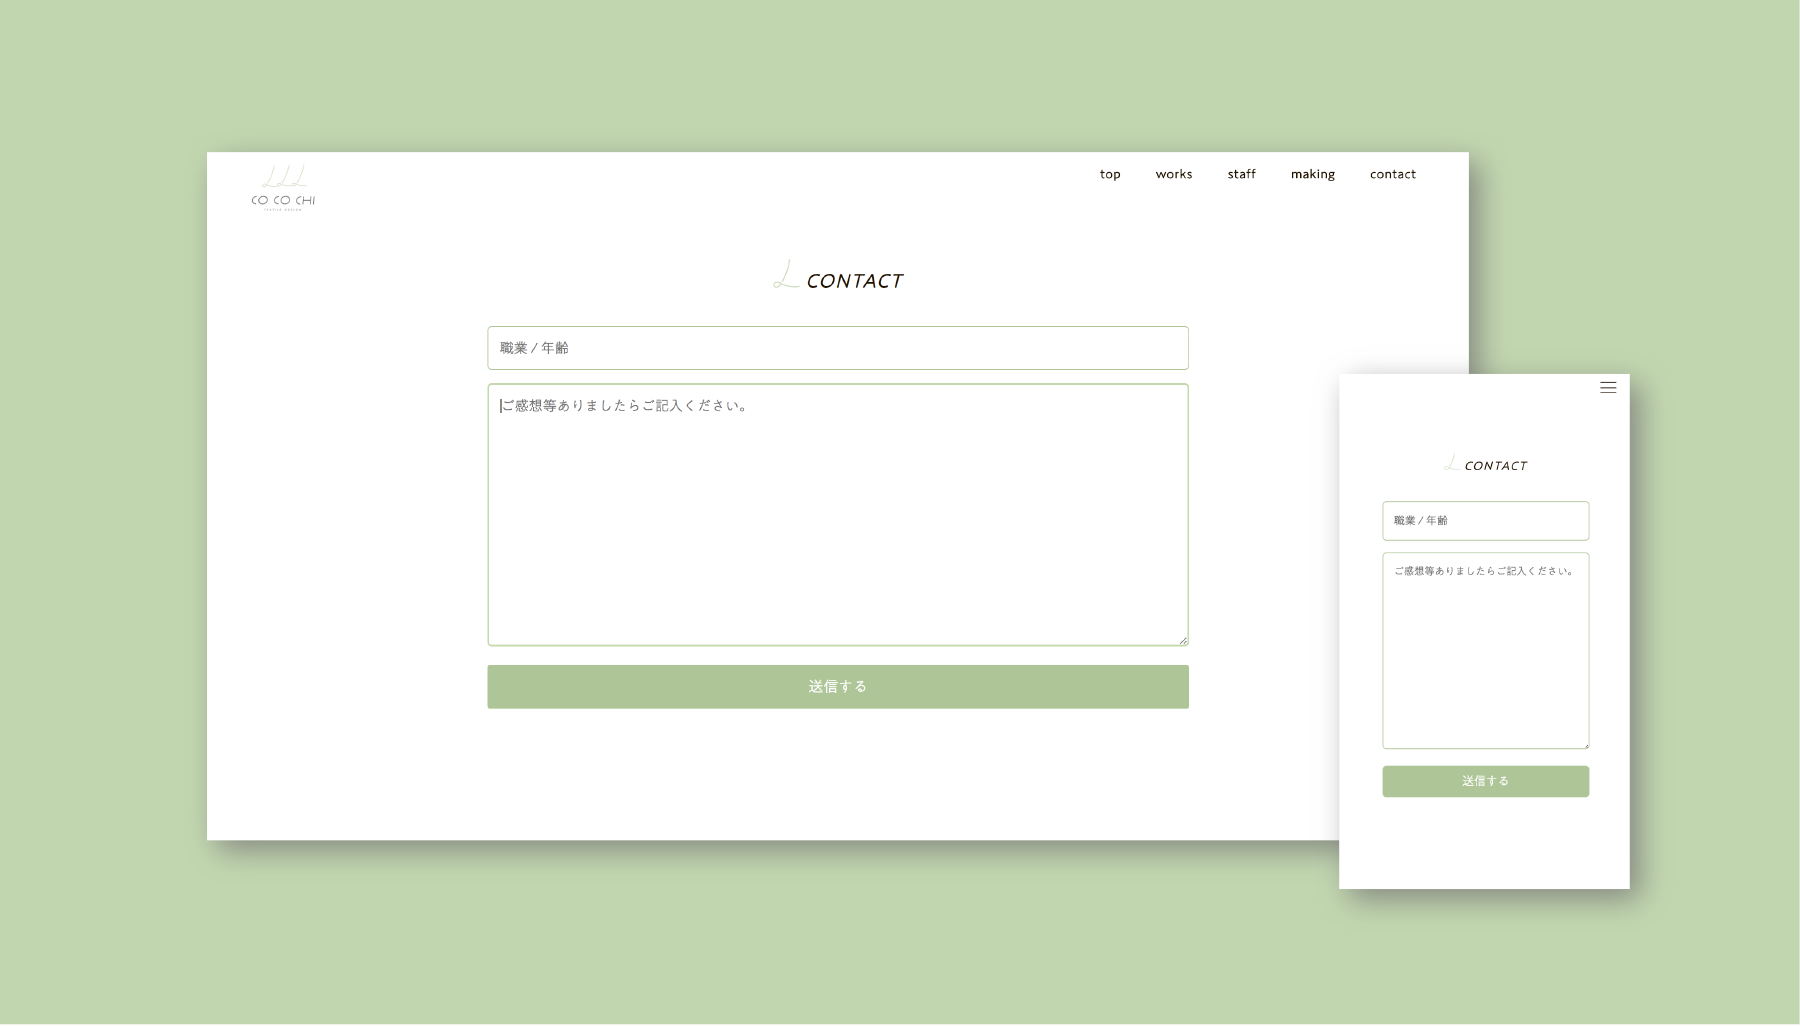 CO CO CHI
TEXTILE DESIGN
top works staff making contact
CONTACT
職業 / 年齢
ご感想等ありましたらご記入ください。
送信する
CONTACT
職業 / 年齢
ご感想等ありましたらご記入ください。
送信する